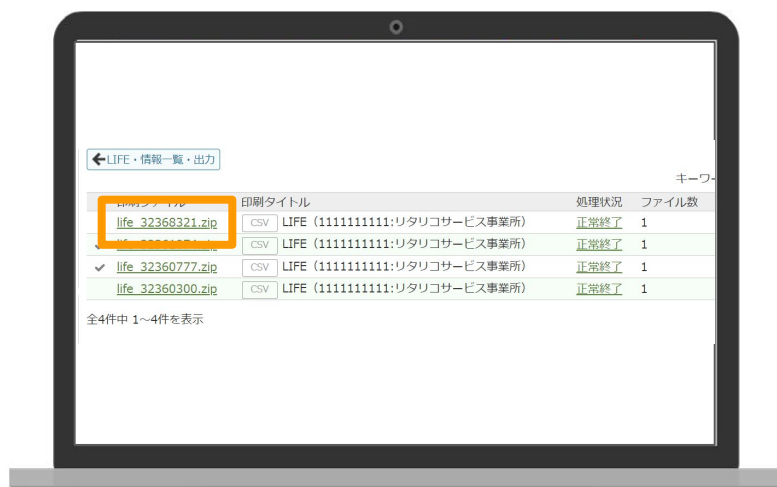 LIFE・情報一覧・出力
キーワー
印刷タイトル 処理状況 ファイル数
life_32368321.zip CSV LIFE（1111111111:リタリコサービス事業所） 正常終了 1
CSV LIFE（1111111111:リタリコサービス事業所） 正常終了 1
life_32360777.zip CSV LIFE（1111111111:リタリコサービス事業所） 正常終了 1
life_32360300.zip CSV LIFE（1111111111:リタリコサービス事業所） 正常終了 1
全4件中 1～4件を表示